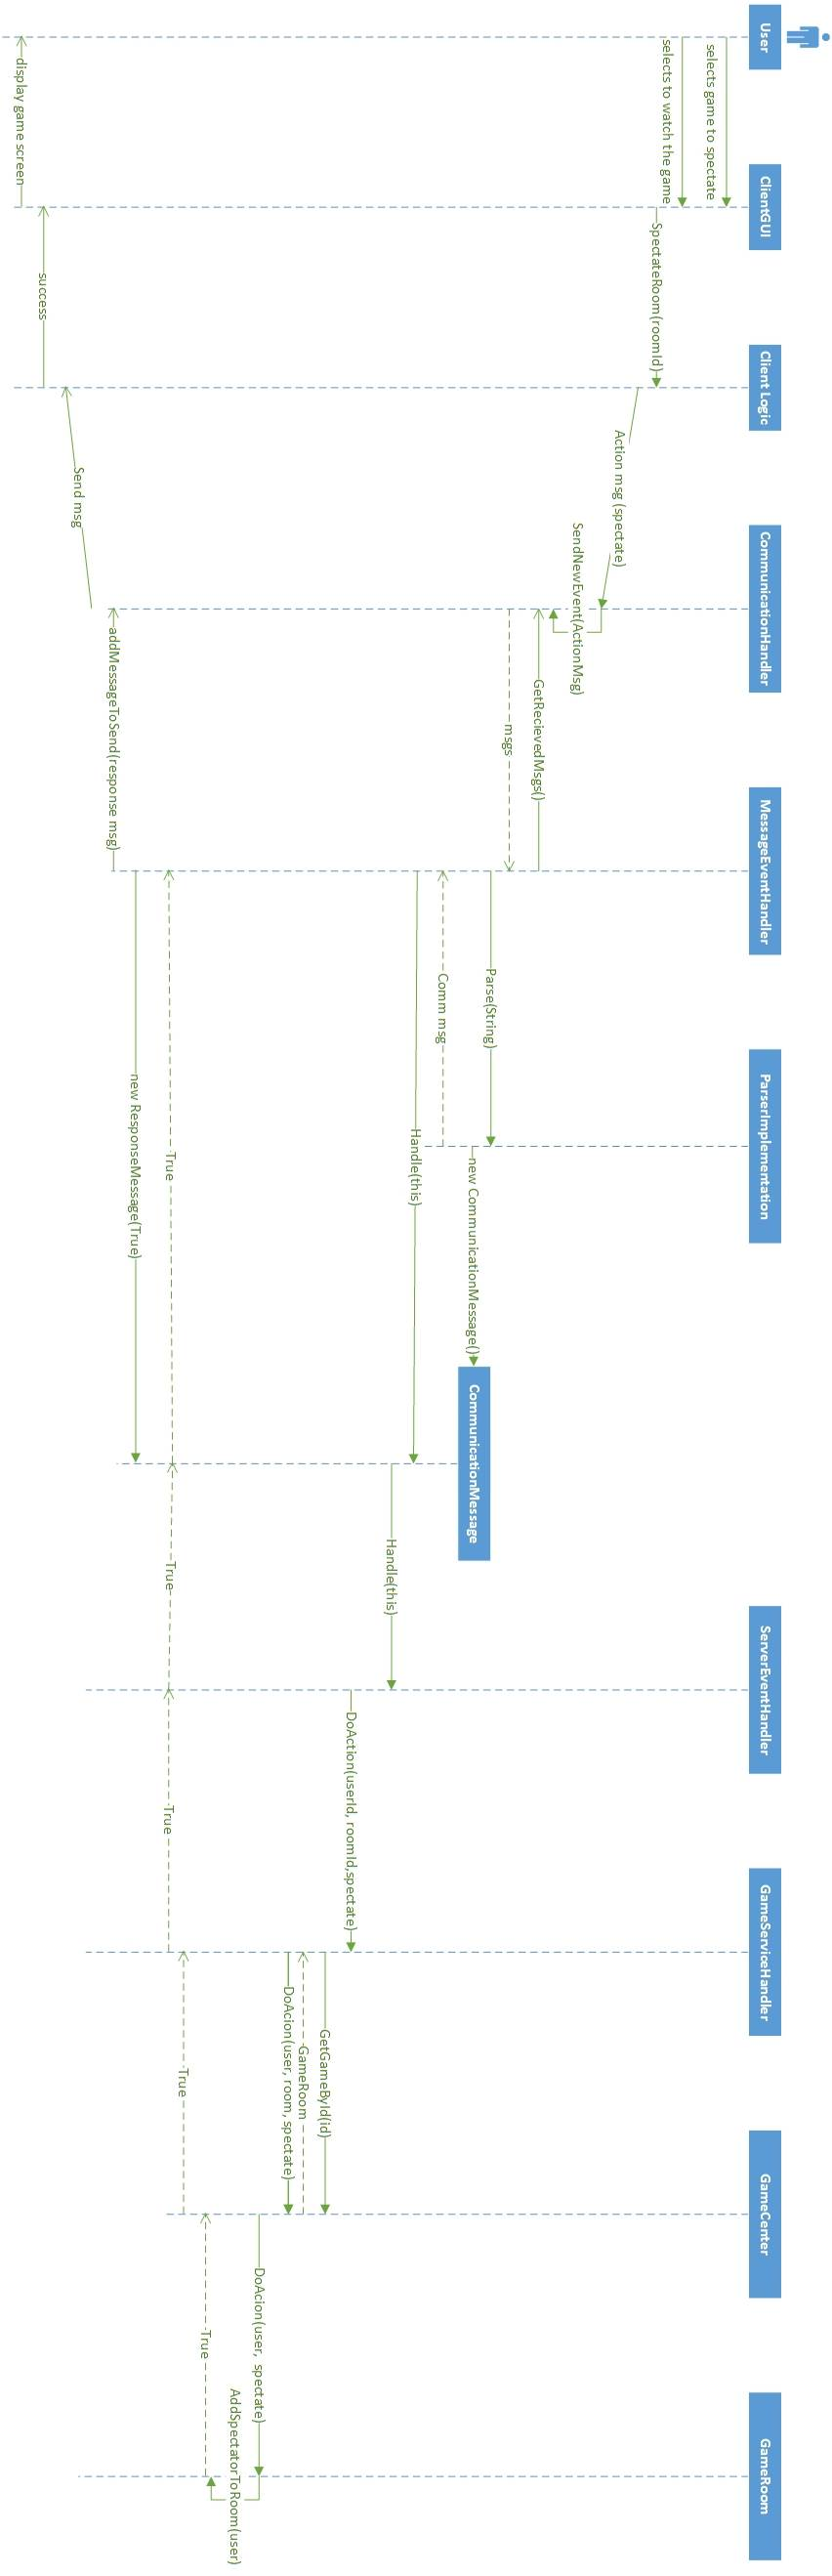 User
ClientGUI
Client Logic
CommunicationHandler
MessageEventHandler
ParserImplementation
ServerEventHandler
GameServiceHandler
GameCenter
GameRoom
selects game to spectate
selects to watch the game
SpectateRoom(roomId)
Action msg (spectate)
SendNewEvent(ActionMsg)
GetRecievedMsgs()
msgs
Parse(String)
new CommunicationMessage()
CommunicationMessage
Comm msg
Handle(this)
Handle(this)
DoAction(userId, roomId,spectate)
GetGameById(id)
GameRoom
DoAcion(user, room, spectate)
DoAcion(user, spectate)
AddSpectatorToRoom(user)
True
True
True
True
True
new ResponseMessage(True)
addMessageToSend(response msg)
Send msg
success
display game screen